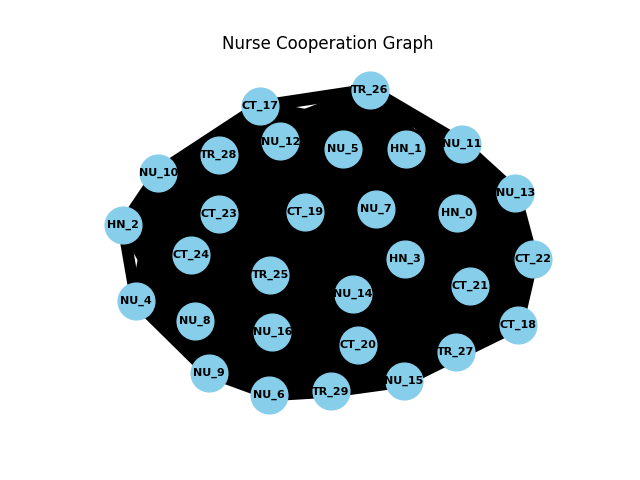 Nurse Cooperation Graph
TR_26
CT_17
NU_12
NU_11
NU_5
HN_1
TR_28
NU_10
NU_13
NU_7
CT_19
HN_0
CT_23
HN_2
CT_24
HN_3
CT_22
TR_25
CT_21
NU_14
NU_4
NU_8
CT_18
NU_16
CT_20
TR_27
NU_9
NU_15
TR_29
NU_6